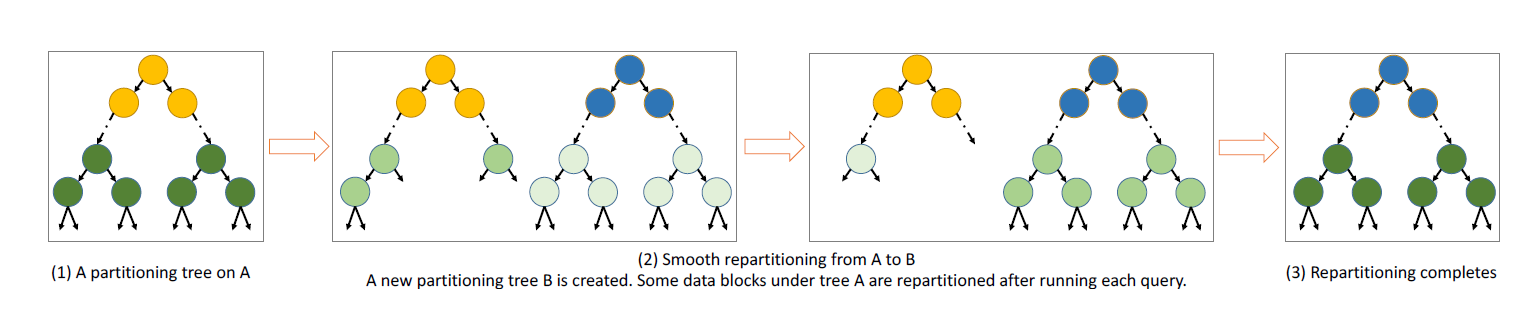 (1) A partitioning tree on A
(2) Smooth repartitioning from A to B
A new partitioning tree B is created. Some data blocks under tree A are repartitioned after running each query.
(3) Repartitioning completes